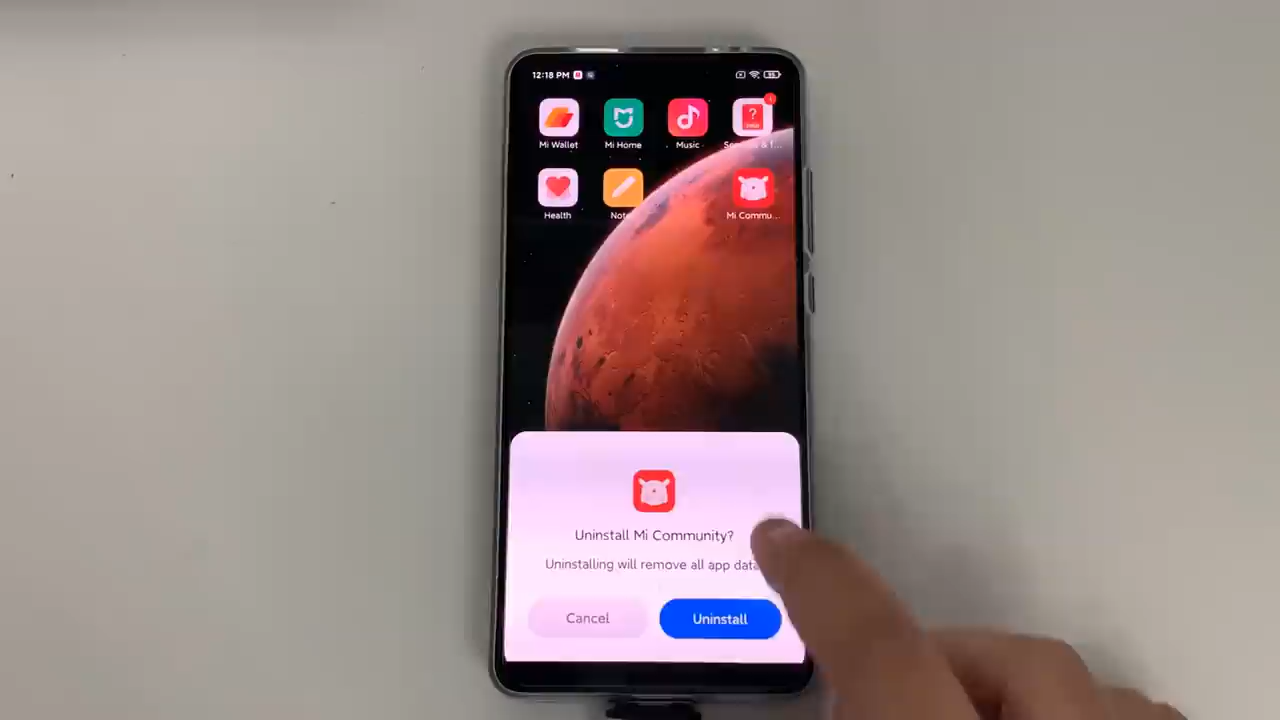 12:18 PM
Mi Wallet Mi Home Music
Health Mi Commu...
Uninstall Mi Community?
Uninstalling will remove all app data
Cancel Uninstall